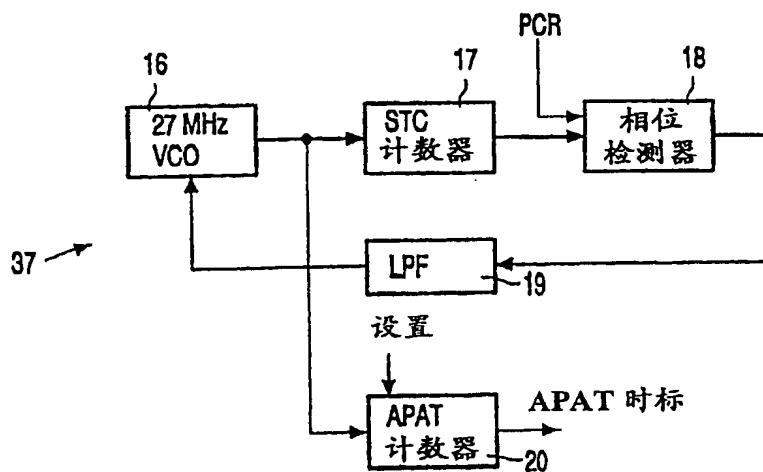 PCR
16
17
18
27 MHz
VCO
STC
计数器
相位
检测器
37
LPF
19
设置
APAT
计数器
APAT 时标
20